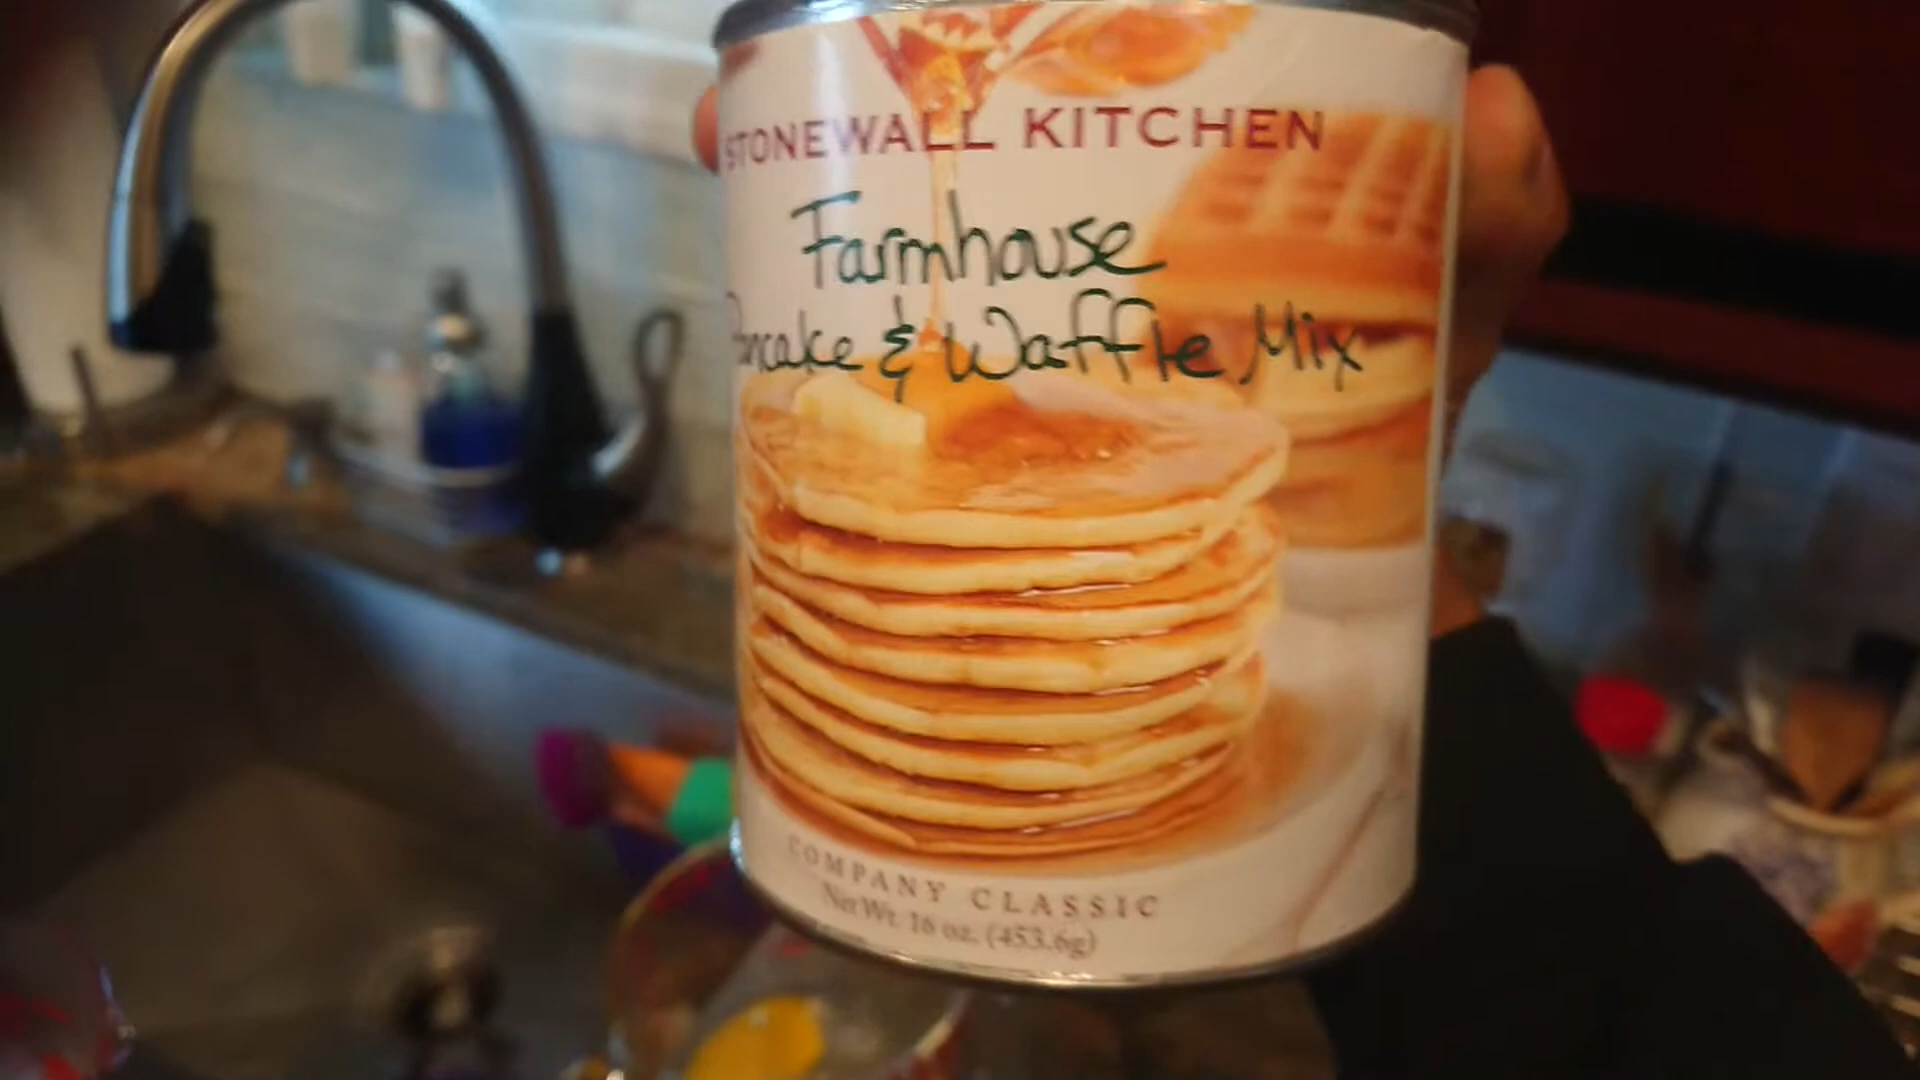 STONEWALL KITCHEN
Farmhouse
Pancake & Waffle Mix
COMPANY CLASSIC
Net Wt. 16 oz. (453.6g)